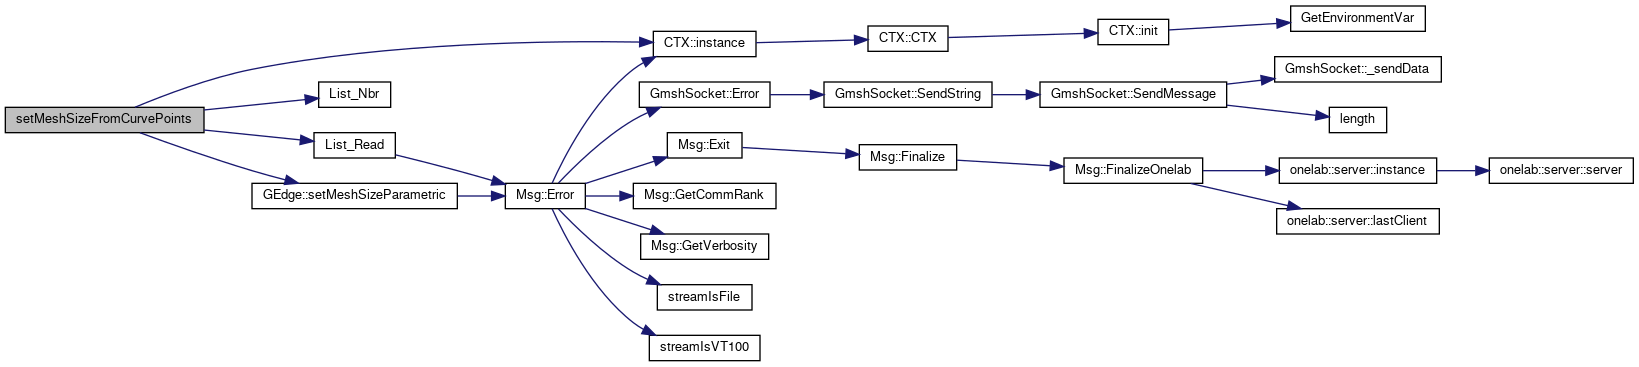 setMeshSizeFromCurvePoints
CTX::instance
CTX::CTX
CTX::init
GetEnvironmentVar
List_Nbr
List_Read
GEdge::setMeshSizeParametric
Msg::Error
GmshSocket::Error
GmshSocket::SendString
GmshSocket::SendMessage
GmshSocket::_sendData
length
Msg::Exit
Msg::Finalize
Msg::FinalizeOnelab
onelab::server::instance
onelab::server::server
onelab::server::lastClient
Msg::GetCommRank
Msg::GetVerbosity
streamIsFile
streamIsVT100